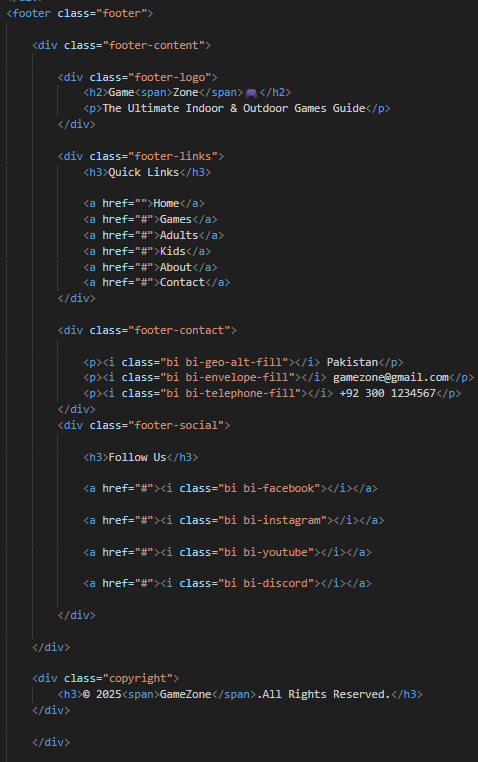 </div>
<footer class="footer">
<div class="footer-content">
<div class="footer-logo">
<h2>Game<span>Zone</span>🎮</h2>
<p>The Ultimate Indoor & Outdoor Games Guide</p>
</div>
<div class="footer-links">
<h3>Quick Links</h3>
<a href="">Home</a>
<a href="#">Games</a>
<a href="#">Adults</a>
<a href="#">Kids</a>
<a href="#">About</a>
<a href="#">Contact</a>
</div>
<div class="footer-contact">
<p><i class="bi bi-geo-alt-fill"></i> Pakistan</p>
<p><i class="bi bi-envelope-fill"></i> gamezone@gmail.com</p>
<p><i class="bi bi-telephone-fill"></i> +92 300 1234567</p>
</div>
<div class="footer-social">
<h3>Follow Us</h3>
<a href="#"><i class="bi bi-facebook"></i></a>
<a href="#"><i class="bi bi-instagram"></i></a>
<a href="#"><i class="bi bi-youtube"></i></a>
<a href="#"><i class="bi bi-discord"></i></a>
</div>
</div>
<div class="copyright">
<h3>© 2025<span>GameZone</span>.All Rights Reserved.</h3>
</div>
</div>